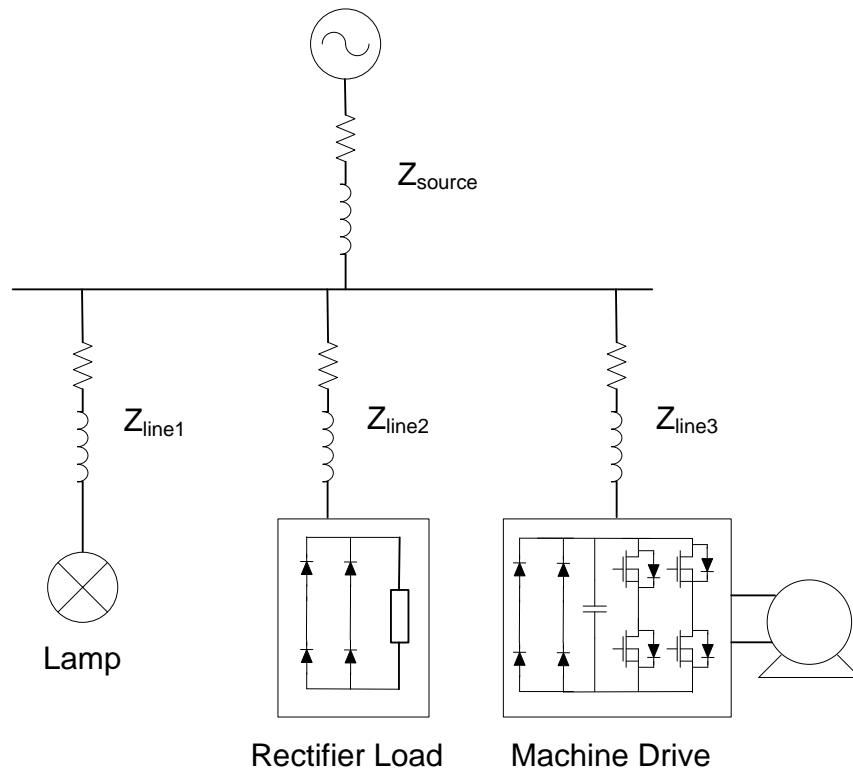 Zsource
Zline1
Zline2
Zline3
Lamp
Rectifier Load
Machine Drive